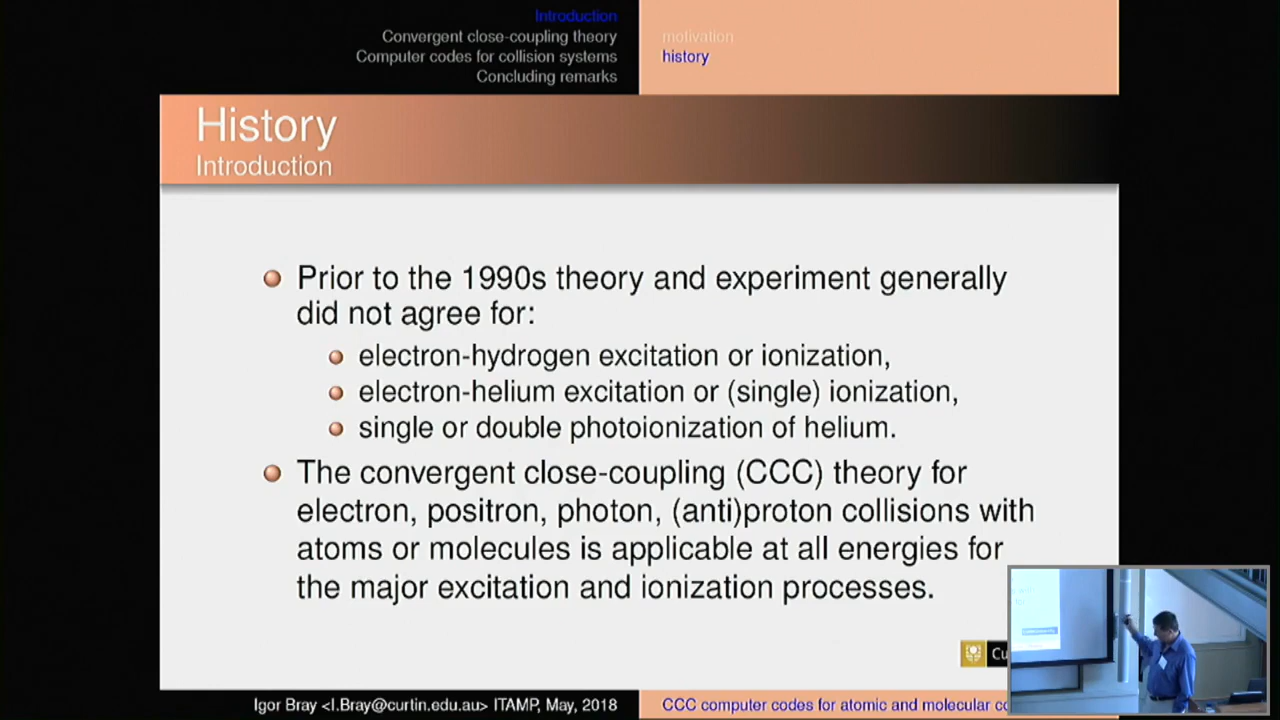 Introduction
Convergent close-coupling theory
Computer codes for collision systems
Concluding remarks
motivation
history
History
Introduction
Prior to the 1990s theory and experiment generally
did not agree for:
electron-hydrogen excitation or ionization,
electron-helium excitation or (single) ionization,
single or double photoionization of helium.
The convergent close-coupling (CCC) theory for
electron, positron, photon, (anti)proton collisions with
atoms or molecules is applicable at all energies for
the major excitation and ionization processes.
Igor Bray <I.Bray@curtin.edu.au> ITAMP, May, 2018
CCC computer codes for atomic and molecular